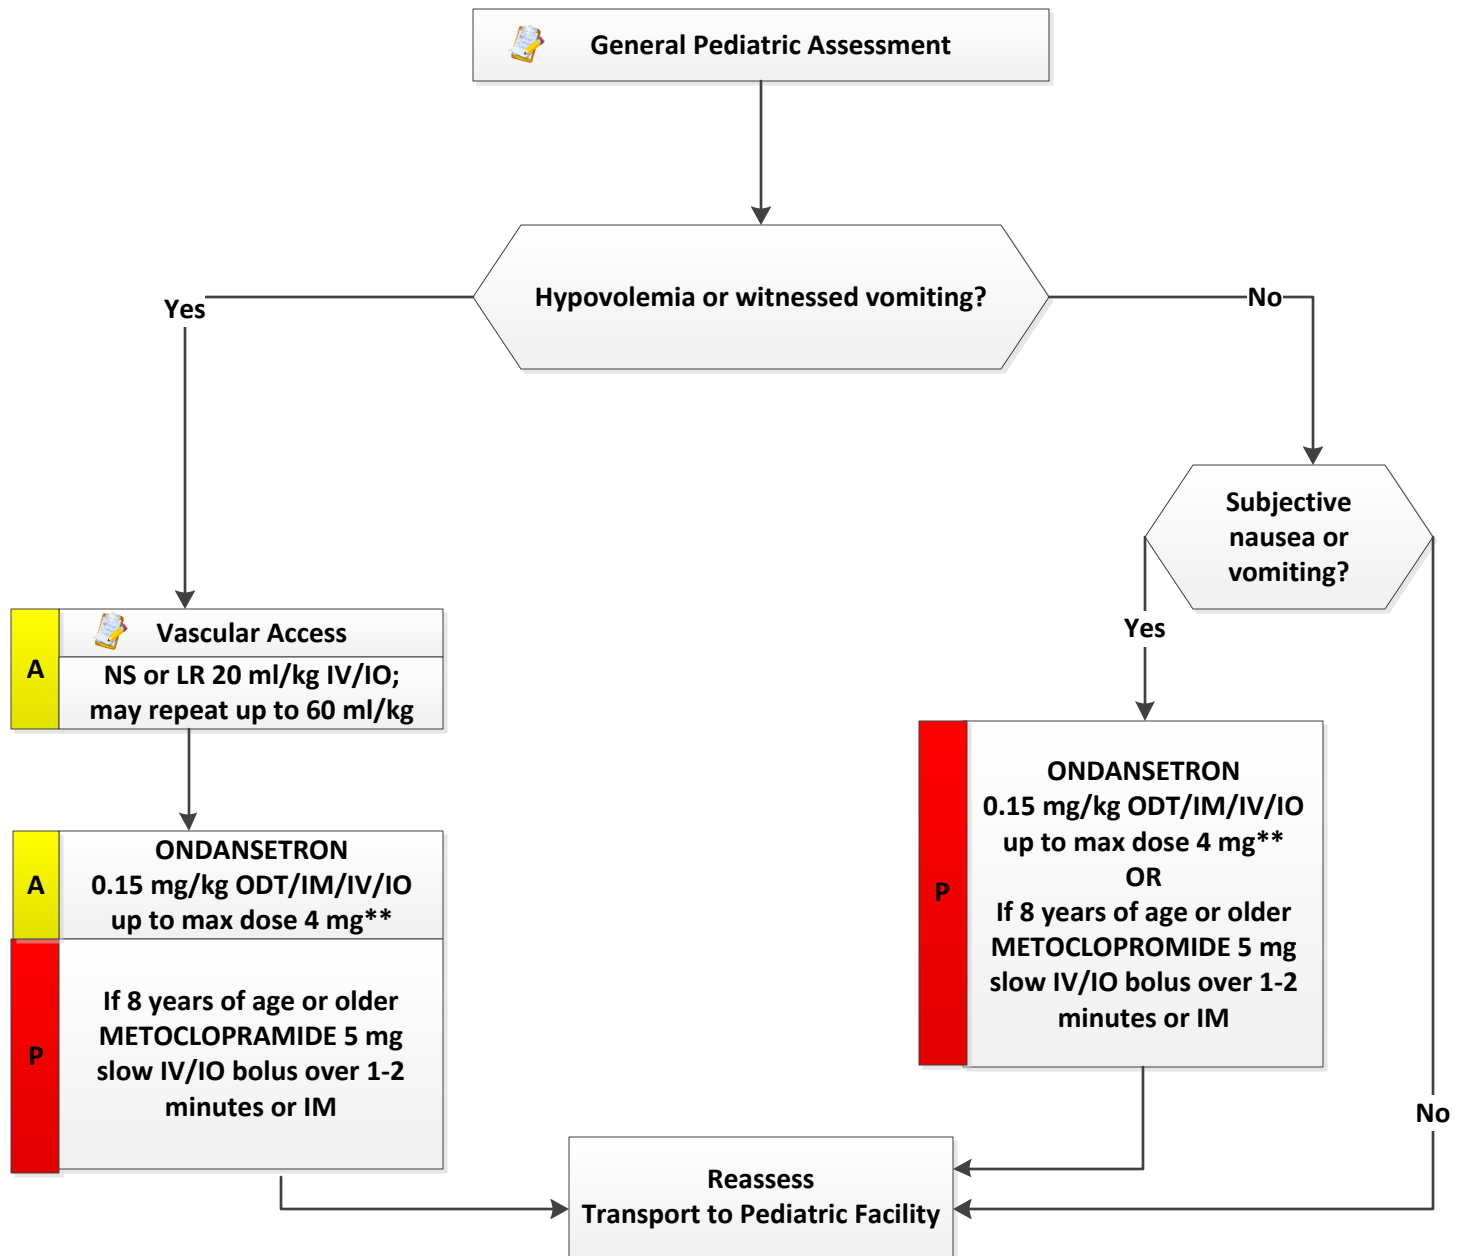 General Pediatric Assessment
Hypovolemia or witnessed vomiting?
Yes
No
A
Vascular Access
NS or LR 20 ml/kg IV/IO;
may repeat up to 60 ml/kg
A
ONDANSETRON
0.15 mg/kg ODT/IM/IV/IO
up to max dose 4 mg**
P
If 8 years of age or older
METOCLOPRAMIDE 5 mg
slow IV/IO bolus over 1-2
minutes or IM
Subjective
nausea or
vomiting?
Yes
No
P
ONDANSETRON
0.15 mg/kg ODT/IM/IV/IO
up to max dose 4 mg**
OR
If 8 years of age or older
METOCLOPROMIDE 5 mg
slow IV/IO bolus over 1-2
minutes or IM
Reassess
Transport to Pediatric Facility